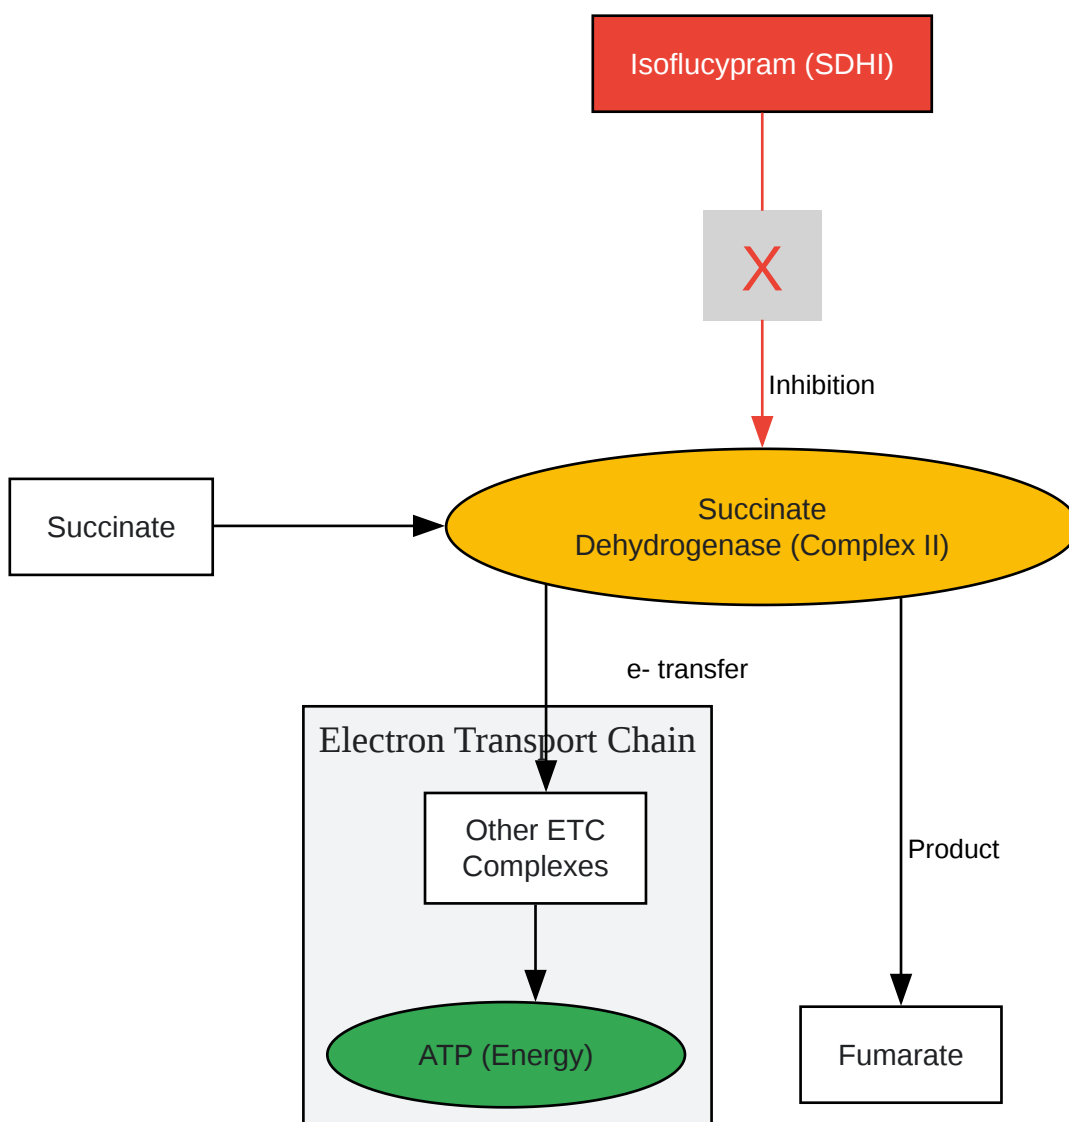 Isoflucypram (SDHI)
X
Inhibition
Succinate
Succinate
Dehydrogenase (Complex II)
e- transfer
Electron Transport Chain
Other ETC
Complexes
Product
ATP (Energy)
Fumarate